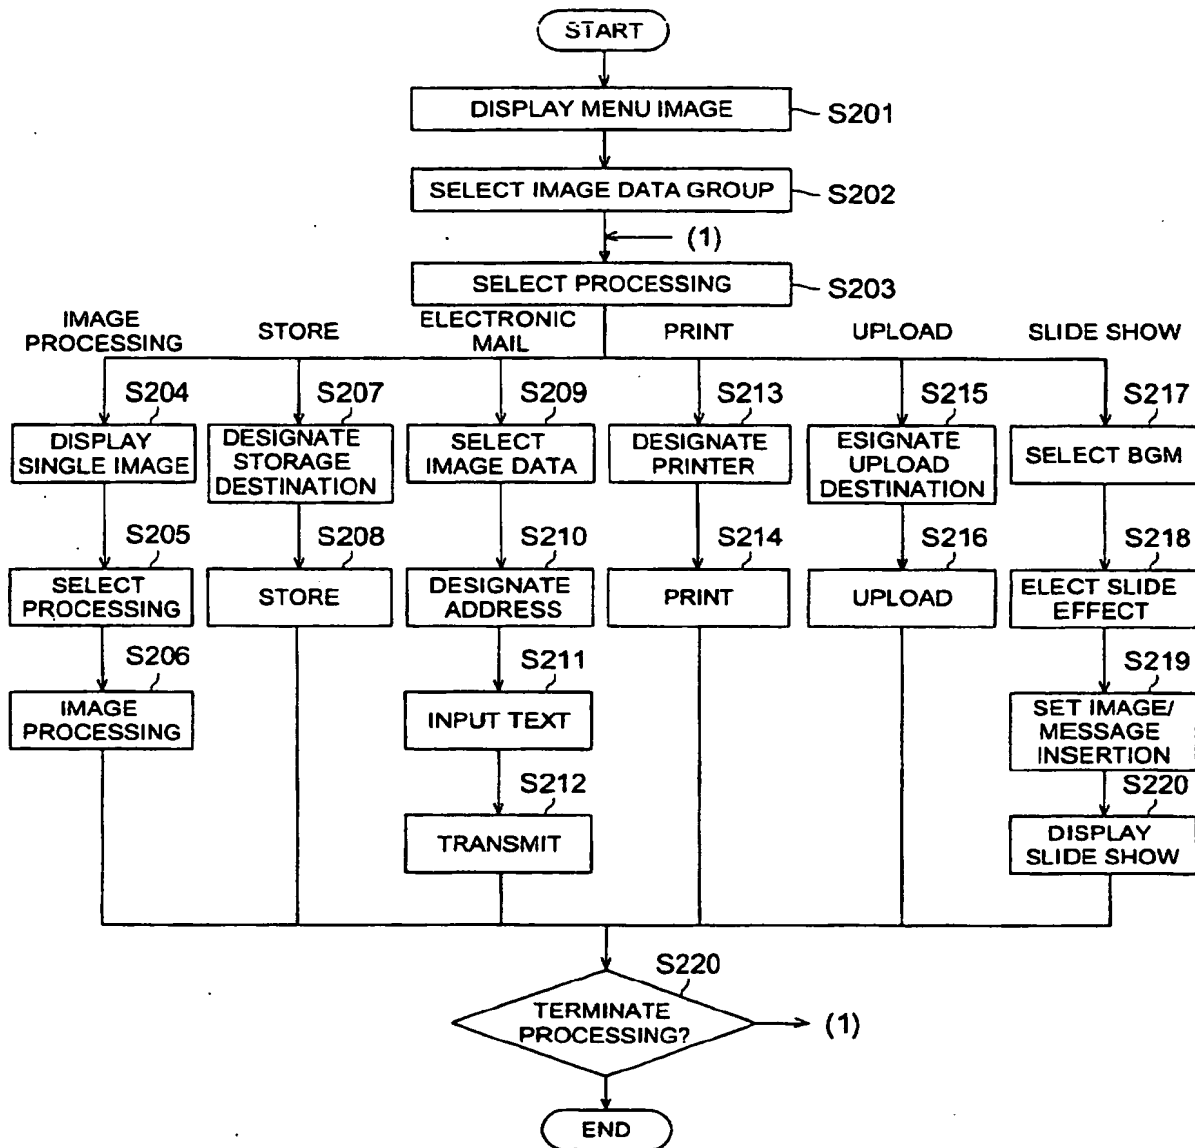 START
DISPLAY MENU IMAGE
S201
SELECT IMAGE DATA GROUP
S202
(1)
SELECT PROCESSING
S203
IMAGE
PROCESSING
STORE
ELECTRONIC
MAIL
PRINT
UPLOAD
SLIDE SHOW
S204
DISPLAY
SINGLE IMAGE
S207
DESIGNATE
STORAGE
DESTINATION
S209
SELECT
IMAGE DATA
S213
DESIGNATE
PRINTER
S215
ESIGNATE
UPLOAD
DESTINATION
S217
SELECT BGM
S205
SELECT
PROCESSING
S208
STORE
S210
DESIGNATE
ADDRESS
S214
PRINT
S216
UPLOAD
S218
ELECT SLIDE
EFFECT
S206
IMAGE
PROCESSING
S211
INPUT TEXT
S219
SET IMAGE/
MESSAGE
INSERTION
S212
TRANSMIT
S220
DISPLAY
SLIDE SHOW
S220
TERMINATE
PROCESSING?
(1)
END